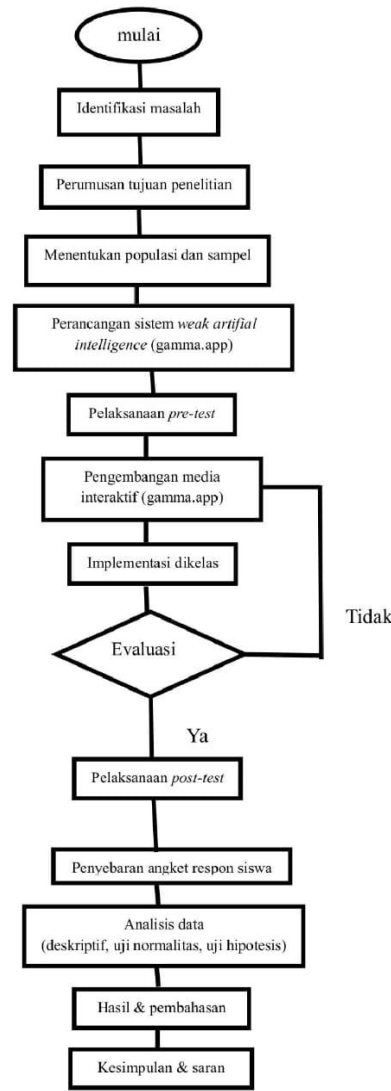 mulai
Identifikasi masalah
Perumusan tujuan penelitian
Menentukan populasi dan sampel
Perancangan sistem weak artifial
intelligence (gamma.app)
Pelaksanaan pre-test
Pengembangan media
interaktif (gamma.app)
Implementasi dikelas
Evaluasi
Tidak
Ya
Pelaksanaan post-test
Penyebaran angket respon siswa
Analisis data
(deskriptif, uji normalitas, uji hipotesis)
Hasil & pembahasan
Kesimpulan & saran